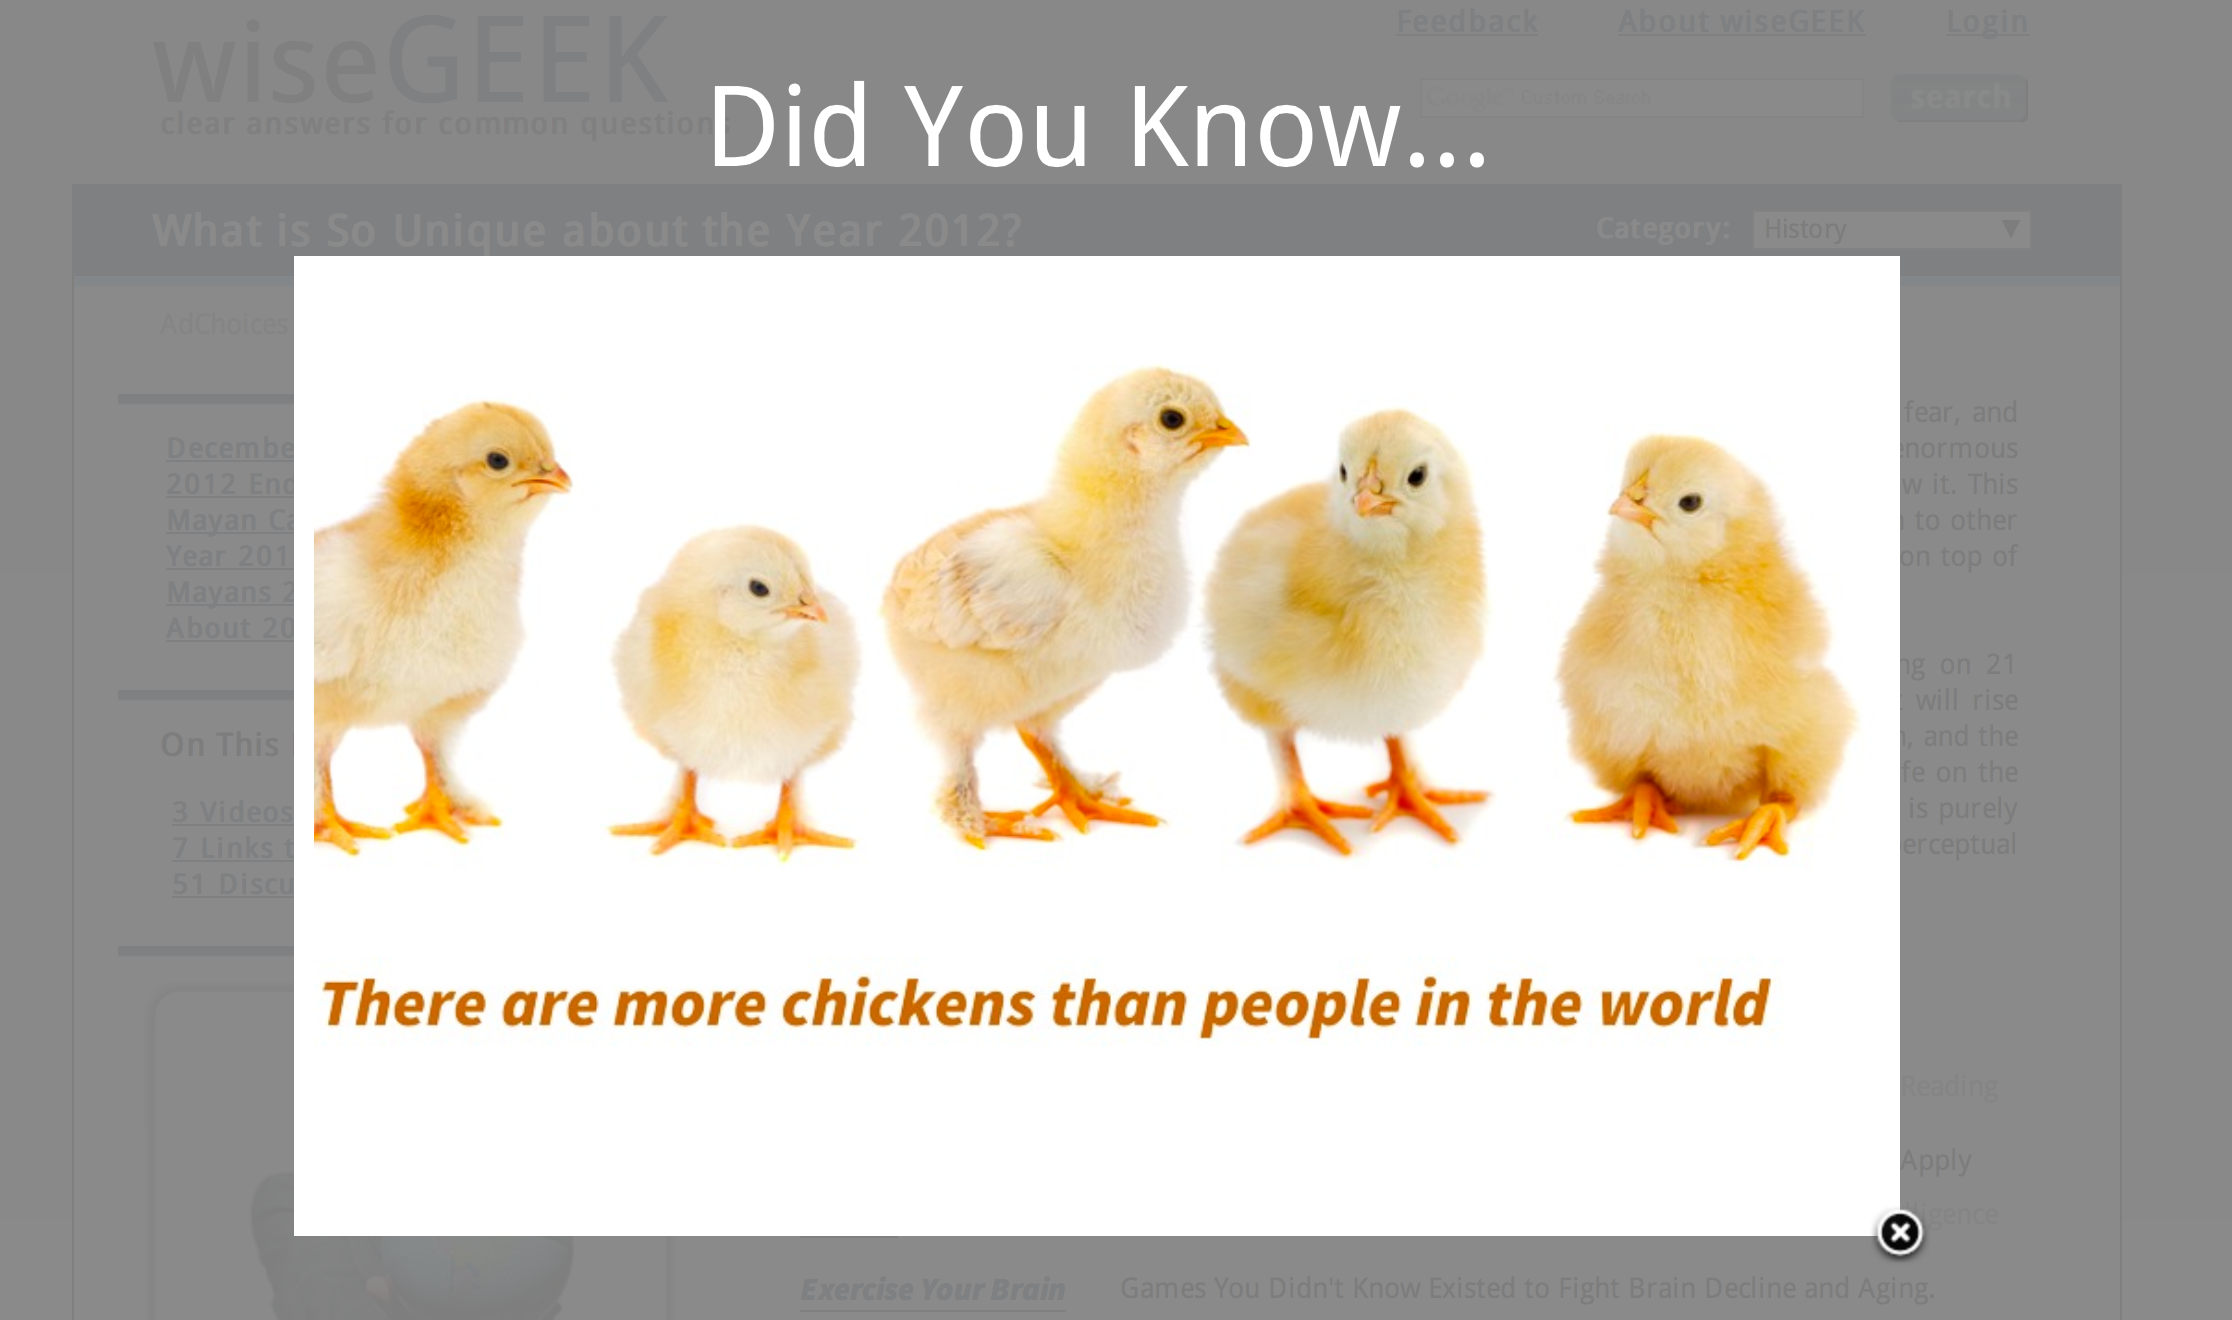 wiseGEEK
clear answers for common questions
Feedback
About wiseGEEK
Login
Custom Search
search
Did You Know...
What is So Unique about the Year 2012?
Category:
History
AdChoices
Decembe
2012 End
Mayan Ca
Year 201
Mayans 2
About 20
On This
3 Videos
7 Links t
51 Discu
fear, and
enormous
w it. This
to other
on top of
ng on 21
will rise
, and the
fe on the
is purely
erceptual
There are more chickens than people in the world
Reading
Apply
igence
Exercise Your Brain
Games You Didn't Know Existed to Fight Brain Decline and Aging.